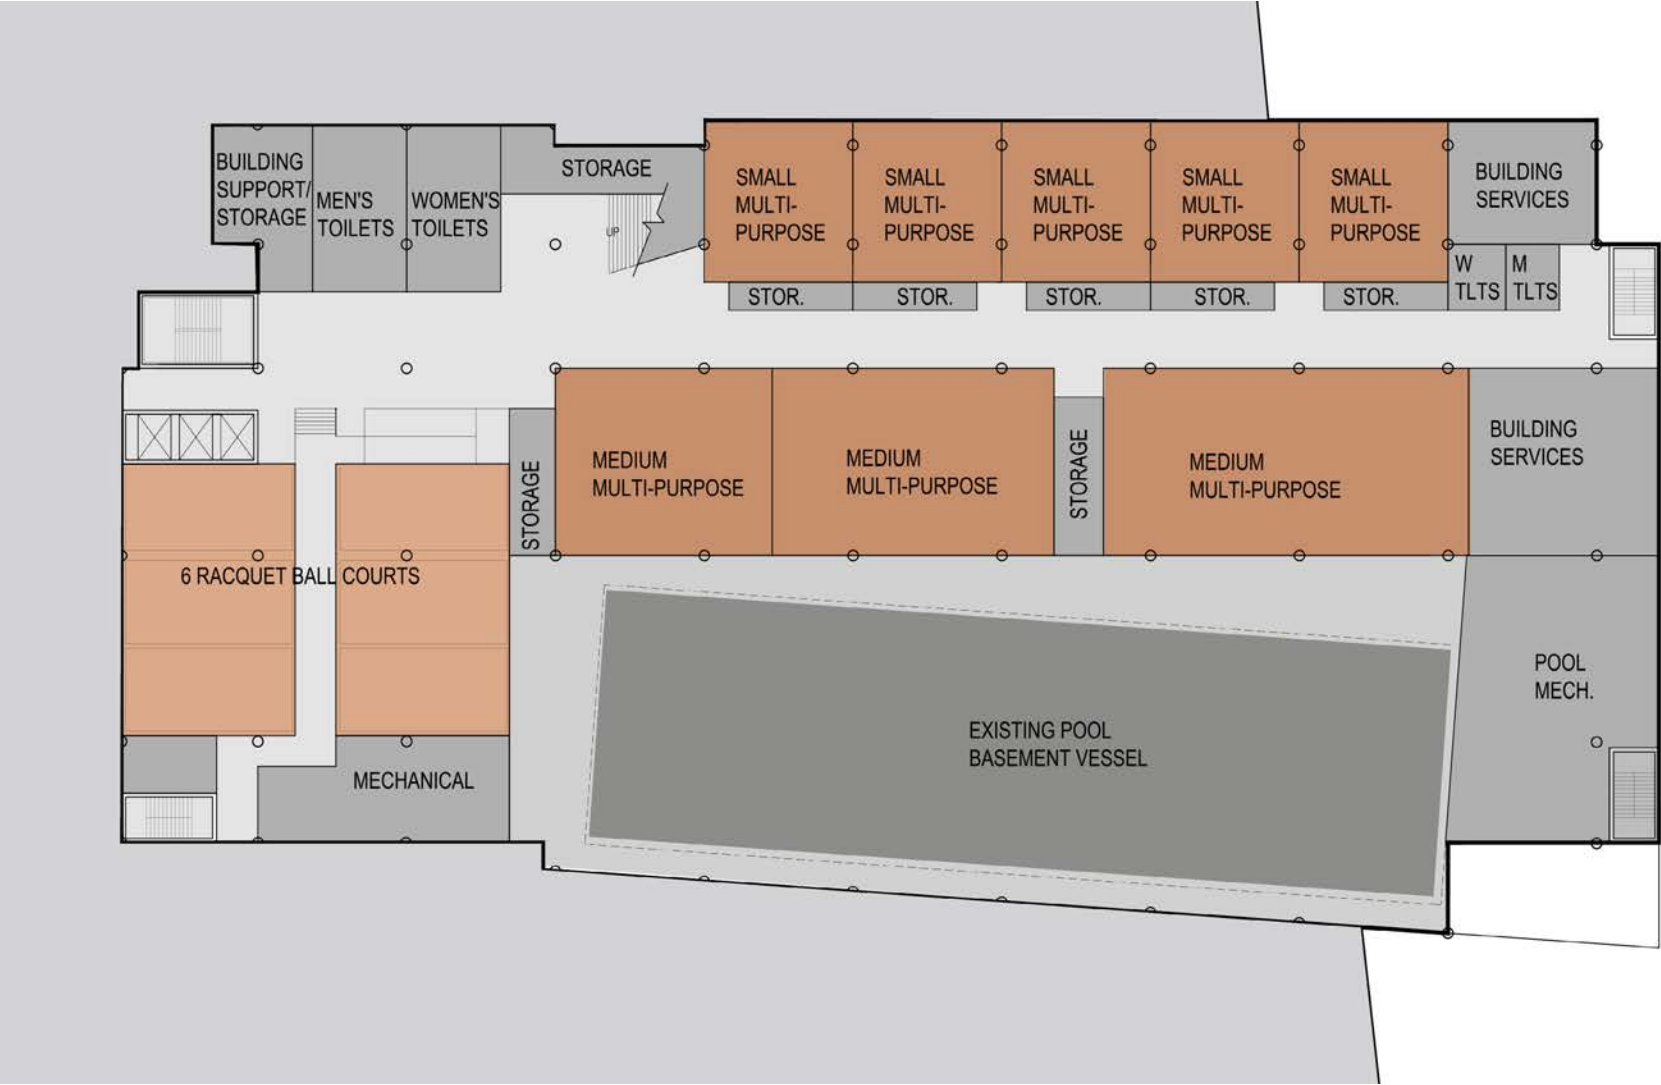 BUILDING
SUPPORT/
STORAGE
MEN'S
TOILETS
WOMEN'S
TOILETS
STORAGE
UP
SMALL
MULTI-
PURPOSE
SMALL
MULTI-
PURPOSE
SMALL
MULTI-
PURPOSE
SMALL
MULTI-
PURPOSE
SMALL
MULTI-
PURPOSE
BUILDING
SERVICES
W
TLTS
M
TLTS
STOR.
STOR.
STOR.
STOR.
STOR.
STORAGE
MEDIUM
MULTI-PURPOSE
MEDIUM
MULTI-PURPOSE
STORAGE
MEDIUM
MULTI-PURPOSE
BUILDING
SERVICES
6 RACQUET BALL COURTS
POOL
MECH.
EXISTING POOL
BASEMENT VESSEL
MECHANICAL